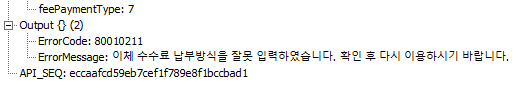 feePaymentType: 7
Output {} (2)
ErrorCode: 80010211
ErrorMessage: 이체 수수료 납부방식을 잘못 입력하였습니다. 확인 후 다시 이용하시기 바랍니다.
API_SEQ: eccaafcd59eb7cef1f789e8f1bccbad1